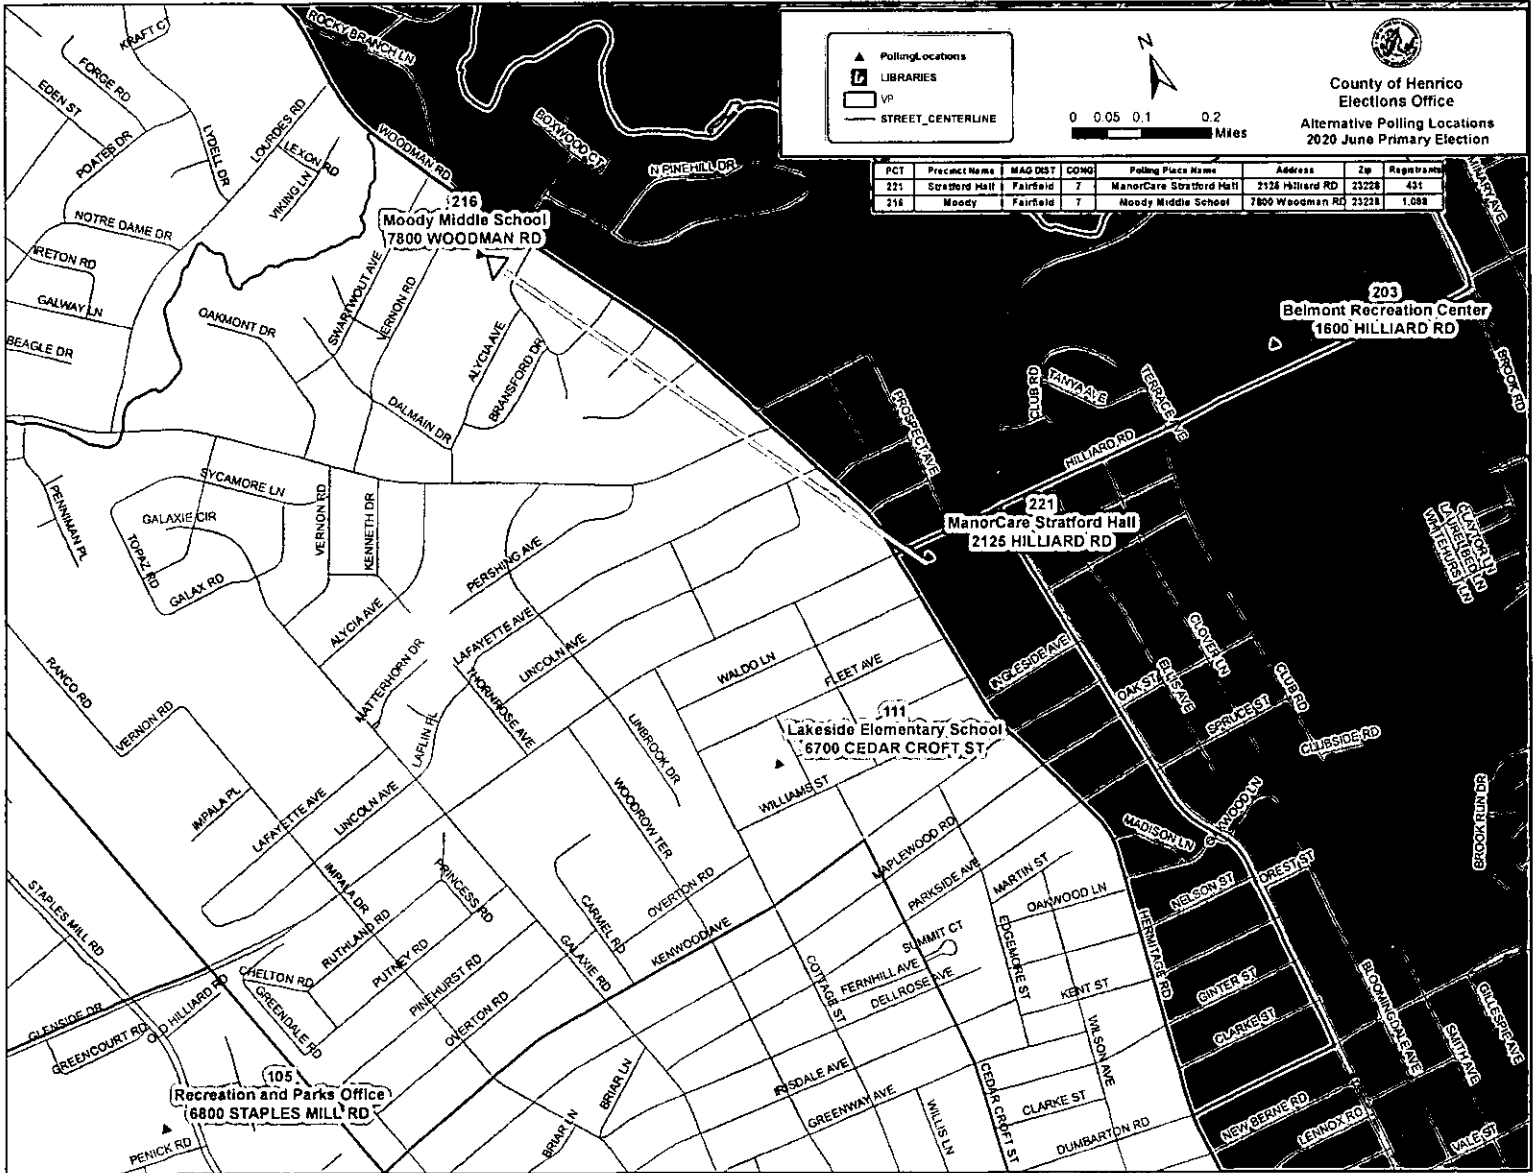 PollingLocations
LIBRARIES
VP
STREET_CENTERLINE
N
0 0.05 0.1 0.2
Miles
County of Henrico
Elections Office
Alternative Polling Locations
2020 June Primary Election
PCT Precinct Name MAGDIST CONG Polling Place Name Address Zip Registrants
221 Stratford Hall Fairfield 7 ManorCare Stratford Hall 2125 Hilliard RD 23228 431
216 Moody Fairfield 7 Moody Middle School 7800 Woodman RD 23228 1,088
ROCKY BRANCH LN
KRAFT CT
FORGE RD
EDEN ST
POATES DR
LYDELL DR
LOURDES RD
LEXON RD
VIKING LN
WOODMAN RD
BOXWOOD CT
N PINEHILL DR
216
Moody Middle School
7800 WOODMAN RD
NOTRE DAME DR
GALWAY LN
BEAGLE DR
OAKMONT DR
SWARTWOUT AVE
VERNON RD
ALYCIA AVE
BRANSFORD DR
DALMAIN DR
203
Belmont Recreation Center
1600 HILLIARD RD
BROOK RD
CLUB RD
TANYA AVE
TERRACE AVE
PROSPECT AVE
HILLIARD RD
221
ManorCare Stratford Hall
2125 HILLIARD RD
CLAYTOR LN
LAURELBED LN
WHITEHURST LN
PENNIMAN PL
SYCAMORE LN
GALAXIE CIR
TOPAZ RD
GALAX RD
VERNON RD
KENNETH DR
ALYCIA AVE
PERSHING AVE
LAFAYETTE AVE
LINCOLN AVE
MATTERHORN DR
THORNROSE AVE
LAFLIN PL
RANCO RD
VERNON RD
WALDO LN
FLEET AVE
INGLESIDE AVE
OAK ST
ELLIS AVE
CLOVER LN
SPRUCE ST
CLUB RD
CLUBSIDE RD
111
Lakeside Elementary School
6700 CEDAR CROFT ST
LINBROOK DR
WOODROW TER
WILLIAMS ST
IMPALA PL
LAFAYETTE AVE
LINCOLN AVE
IMPALA DR
PRINCESS RD
RUTHLAND RD
PUTNEY RD
PINEHURST RD
OVERTON RD
CARMEL RD
OVERTON RD
KENWOOD AVE
GALAXIE RD
MAPLEWOOD RD
PARKSIDE AVE
MARTIN ST
OAKWOOD LN
MADISON LN
NELSON ST
FOREST ST
BROOK RUN DR
SUMMIT CT
FERNHILL AVE
DELLROSE AVE
EDGEMORE ST
KENT ST
COTTAGE ST
HERMITAGE RD
GINTER ST
CLARKE ST
BLOOMINGDALE AVE
SMITH AVE
GILLESPIE AVE
STAPLES MILL RD
CHELTON RD
GREENDALE RD
GLENSIDE DR
GREENCOURT RD
OLD HILLIARD RD
105
Recreation and Parks Office
6800 STAPLES MILL RD
PENICK RD
BRIAR LN
BRIAR LN
IRISDALE AVE
GREENWAY AVE
WILLIS LN
CEDAR CROFT ST
CLARKE ST
WILSON AVE
DUMBARTON RD
NEW BERNE RD
LENNOX RD
VALE ST